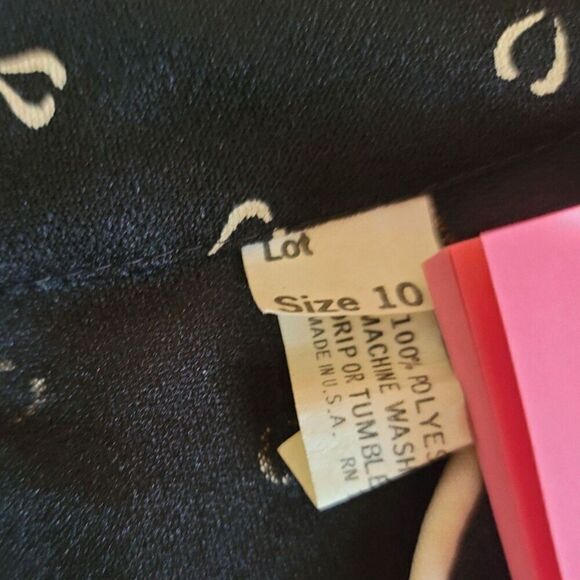 Lot
Size 10
100% POLYES
MACHINE WASH
DRIP OR TUMBLE
MADE IN U.S.A. RN